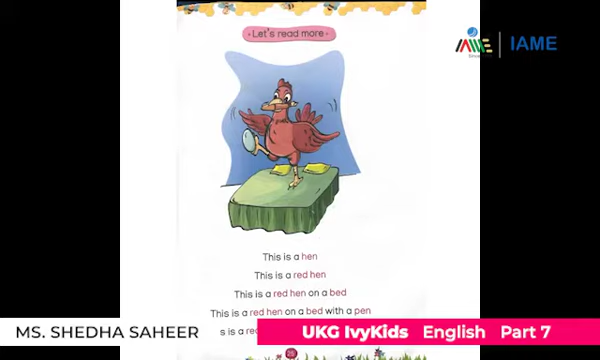 Let's read more
IAME
This is a hen
This is a red hen
This is a red hen on a bed
This is a red hen on a bed with a pen
s is a
MS. SHEDHA SAHEER
UKG IvyKids English Part 7